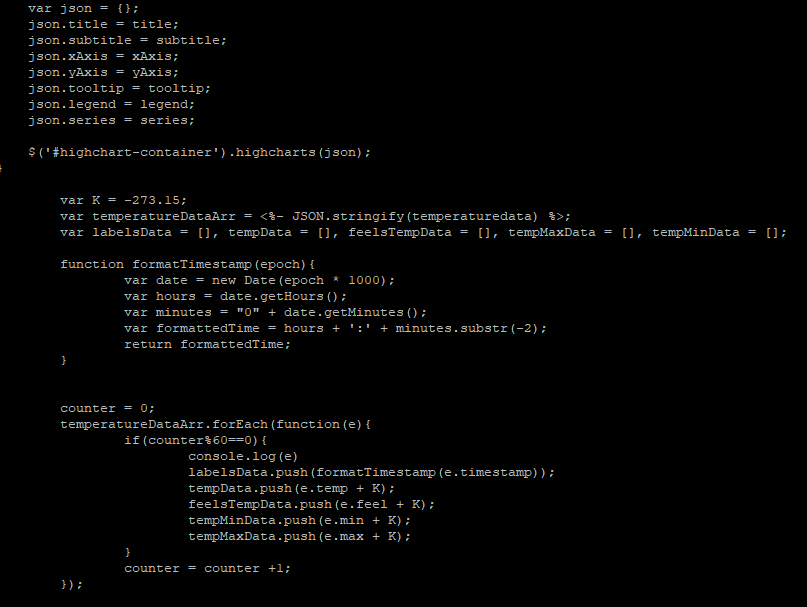 var json = {};
json.title = title;
json.subtitle = subtitle;
json.xAxis = xAxis;
json.yAxis = yAxis;
json.tooltip = tooltip;
json.legend = legend;
json.series = series;
$('#highchart-container').highcharts(json);
var K = -273.15;
var temperatureDataArr = <%- JSON.stringify(temperaturedata) %>;
var labelsData = [], tempData = [], feelsTempData = [], tempMaxData = [], tempMinData = [];
function formatTimestamp(epoch){
var date = new Date(epoch * 1000);
var hours = date.getHours();
var minutes = "0" + date.getMinutes();
var formattedTime = hours + ':' + minutes.substr(-2);
return formattedTime;
}
counter = 0;
temperatureDataArr.forEach(function(e){
if(counter%60==0){
console.log(e)
labelsData.push(formatTimestamp(e.timestamp));
tempData.push(e.temp + K);
feelsTempData.push(e.feel + K);
tempMinData.push(e.min + K);
tempMaxData.push(e.max + K);
}
counter = counter +1;
});